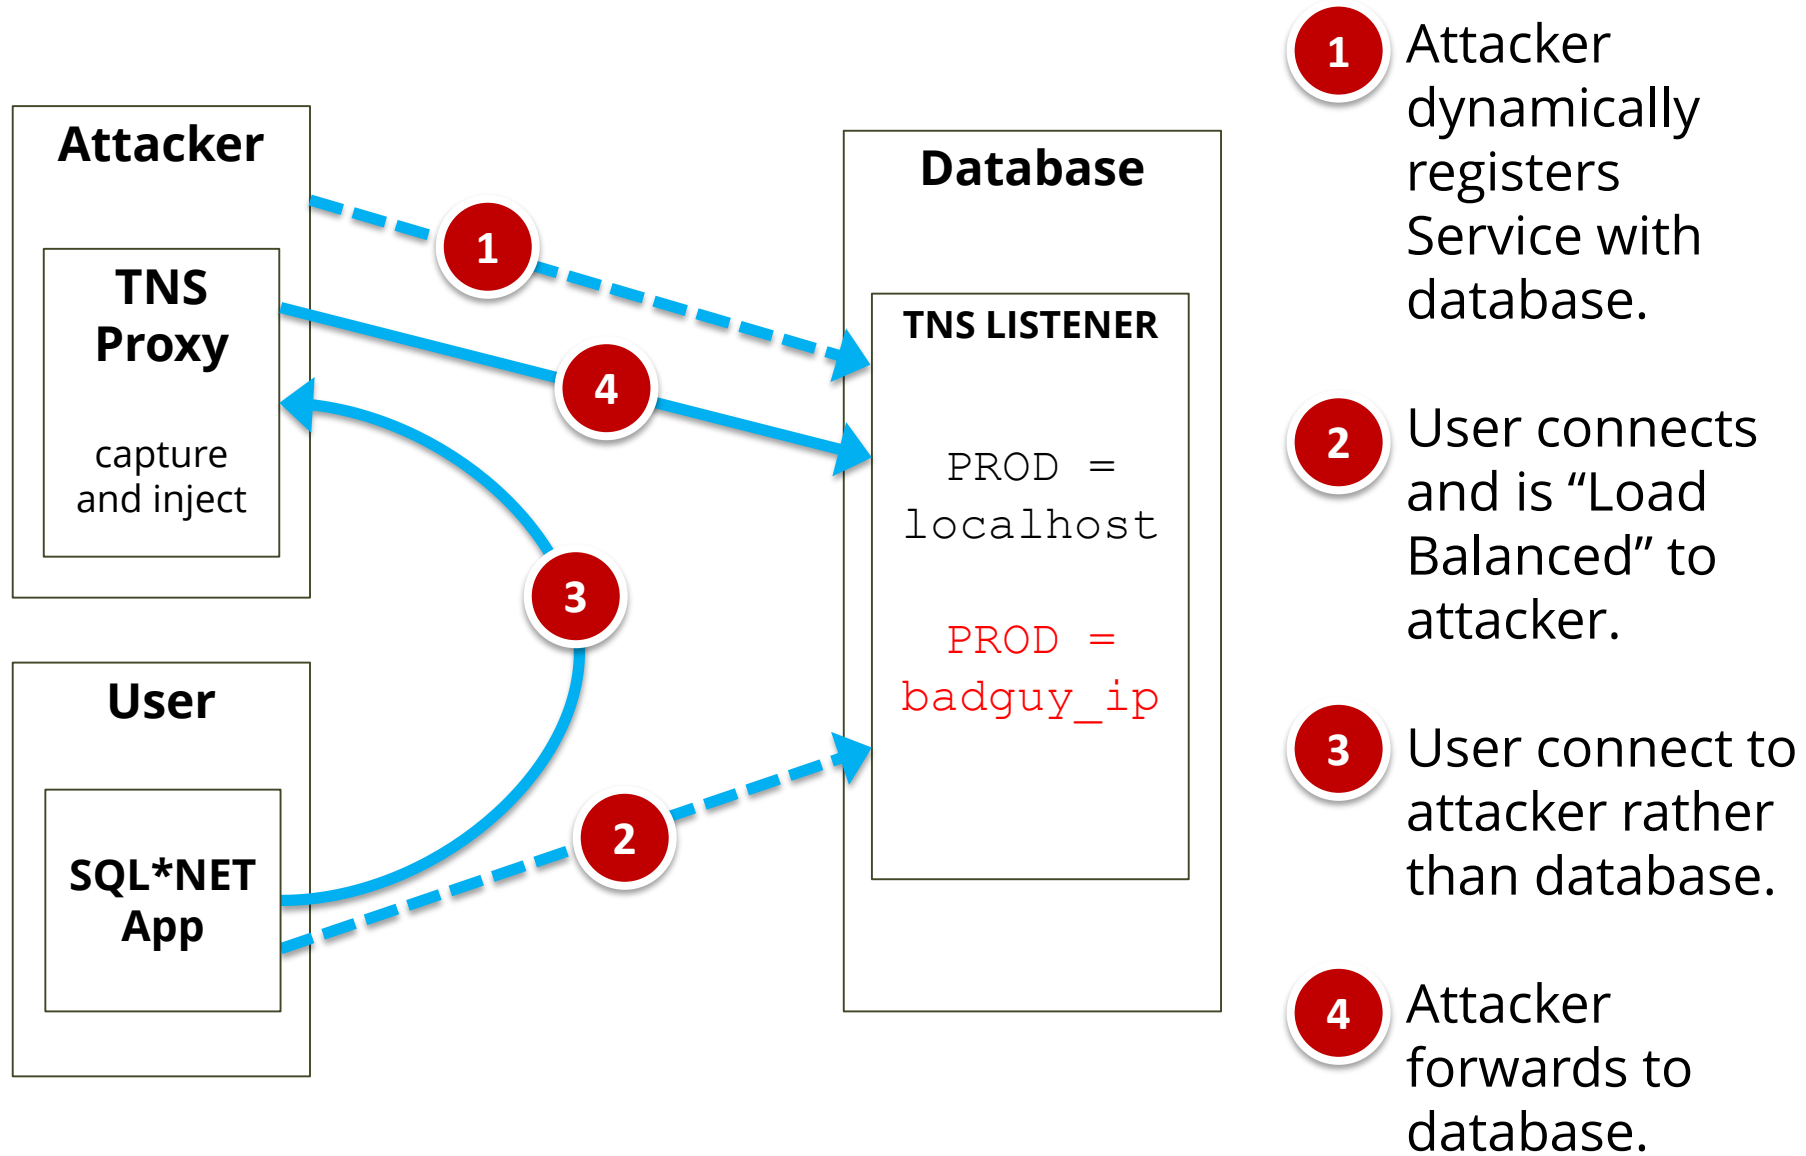 Attacker
TNS
Proxy
capture
and inject
User
SQL*NET
App
1
4
3
2
Database
TNS LISTENER
PROD =
localhost
PROD =
badguy_ip
1
Attacker
dynamically
registers
Service with
database.
2
User connects
and is “Load
Balanced” to
attacker.
3
User connect to
attacker rather
than database.
4
Attacker
forwards to
database.